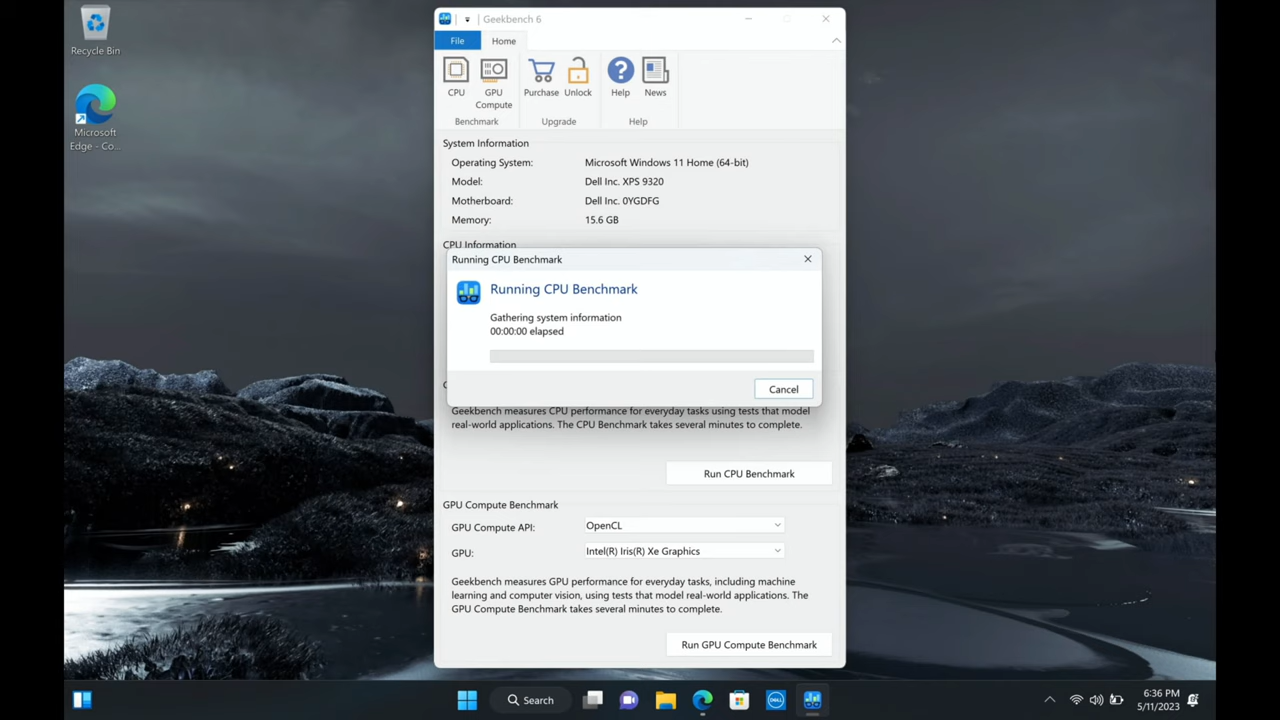 Recycle Bin
Microsoft
Edge - Co...
Geekbench 6
File
Home
CPU
GPU
Compute
Purchase
Unlock
Help
News
Benchmark
Upgrade
Help
System Information
Operating System:
Microsoft Windows 11 Home (64-bit)
Model:
Dell Inc. XPS 9320
Motherboard:
Dell Inc. 0YGDFG
Memory:
15.6 GB
CPU Information
Running CPU Benchmark
Running CPU Benchmark
Gathering system information
00:00:00 elapsed
Cancel
Geekbench measures CPU performance for everyday tasks using tests that model
real-world applications. The CPU Benchmark takes several minutes to complete.
Run CPU Benchmark
GPU Compute Benchmark
GPU Compute API:
OpenCL
GPU:
Intel(R) Iris(R) Xe Graphics
Geekbench measures GPU performance for everyday tasks, including machine
learning and computer vision, using tests that model real-world applications. The
GPU Compute Benchmark takes several minutes to complete.
Run GPU Compute Benchmark
Search
DELL
6:36 PM
5/11/2023